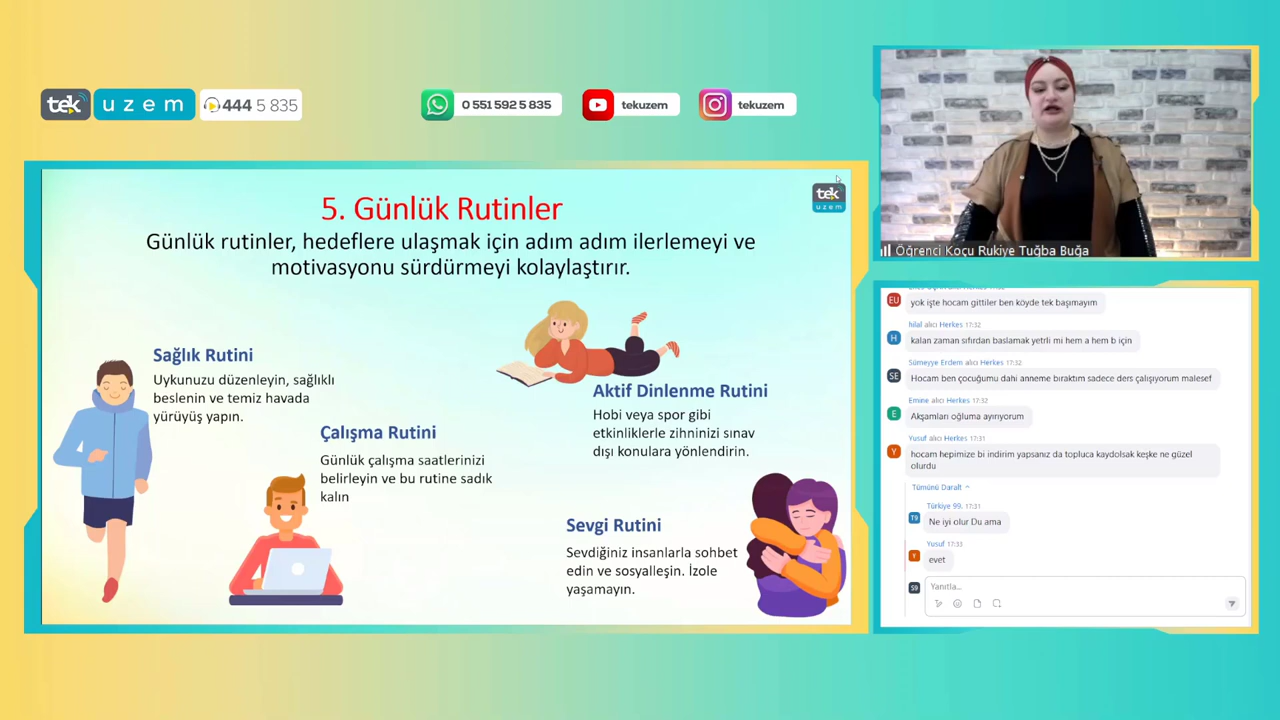 tek uzem 444 5 835
0 551 592 5 835
tekuzem
tekuzem
5. Günlük Rutinler
tek
uzem
Günlük rutinler, hedeflere ulaşmak için adım adım ilerlemeyi ve
motivasyonu sürdürmeyi kolaylaştırır.
Sağlık Rutini
Uykunuzu düzenleyin, sağlıklı
beslenin ve temiz havada
yürüyüş yapın.
Çalışma Rutini
Günlük çalışma saatlerinizi
belirleyin ve bu rutine sadık
kalın
Aktif Dinlenme Rutini
Hobi veya spor gibi
etkinliklerle zihninizi sınav
dışı konulara yönlendirin.
Sevgi Rutini
Sevdiğiniz insanlarla sohbet
edin ve sosyalleşin. İzole
yaşamayın.
Öğrenci Koçu Rukiye Tuğba Buğa
EU
yok işte hocam gittiler ben köyde tek başımayım
hilal alıcı Herkes 17:32
H
kalan zaman sıfırdan baslamak yetrli mi hem a hem b için
Sümeyye Erdem alıcı Herkes 17:32
SE
Hocam ben çocuğumu dahi anneme bıraktım sadece ders çalışıyorum malesef
Emine alıcı Herkes 17:32
E
Akşamları oğluma ayırıyorum
Yusuf alıcı Herkes 17:31
Y
hocam hepimize bi indirim yapsanız da topluca kaydolsak keşke ne güzel
olurdu
Tümünü Daralt
Türkiye 99. 17:31
T9
Ne iyi olur Du ama
Yusuf 17:33
Y
evet
S9
Yanıtla...